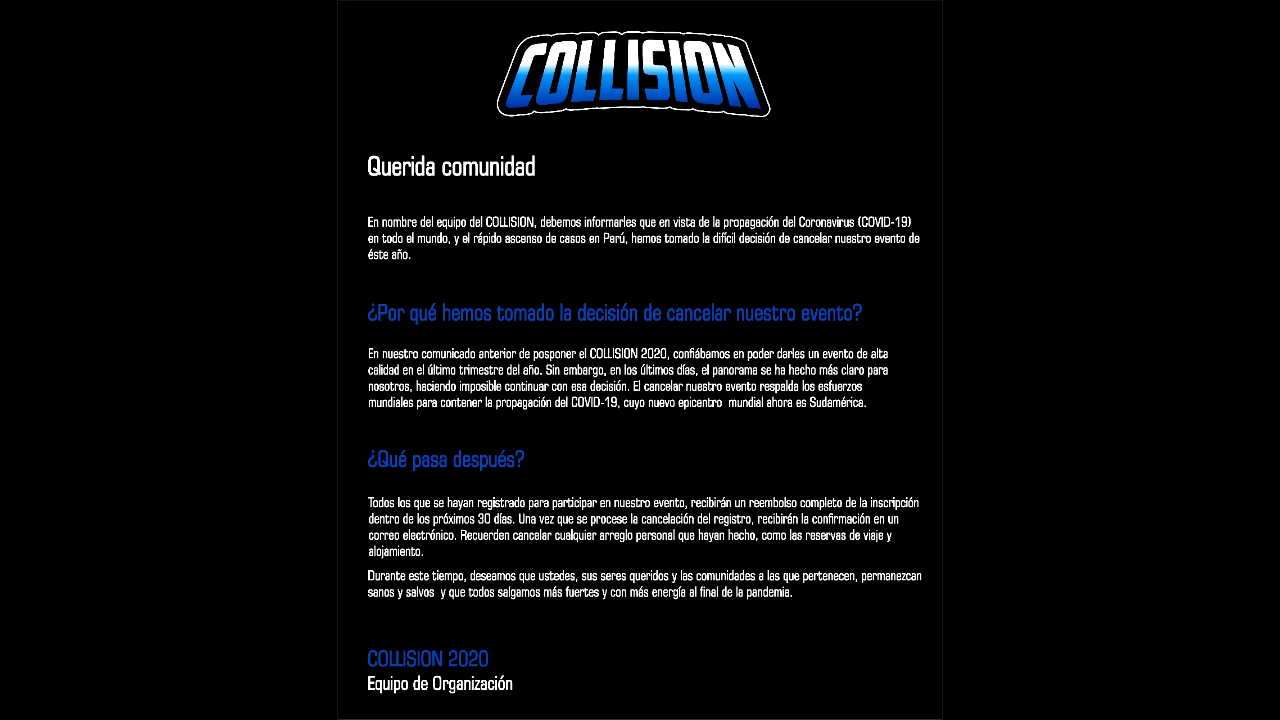 COLLISION
Querida comunidad
En nombre del equipo del COLLISION, debemos informarles que en vista de la propagación del Coronavirus (COVID-19)
en todo el mundo, y el rápido ascenso de casos en Perú, hemos tomado la difícil decisión de cancelar nuestro evento de
éste año.
¿Por qué hemos tomado la decisión de cancelar nuestro evento?
En nuestro comunicado anterior de posponer el COLLISION 2020, confiábamos en poder darles un evento de alta
calidad en el último trimestre del año. Sin embargo, en los últimos días, el panorama se ha hecho más claro para
nosotros, haciendo imposible continuar con esa decisión. El cancelar nuestro evento respalda los esfuerzos
mundiales para contener la propagación del COVID-19, cuyo nuevo epicentro mundial ahora es Sudamérica.
¿Qué pasa después?
Todos los que se hayan registrado para participar en nuestro evento, recibirán un reembolso completo de la inscripción
dentro de los próximos 30 días. Una vez que se procese la cancelación del registro, recibirán la confirmación en un
correo electrónico. Recuerden cancelar cualquier arreglo personal que hayan hecho, como las reservas de viaje y
alojamiento.
Durante este tiempo, deseamos que ustedes, sus seres queridos y las comunidades a las que pertenecen, permanezcan
sanos y salvos y que todos salgamos más fuertes y con más energía al final de la pandemia.
COLLISION 2020
Equipo de Organización